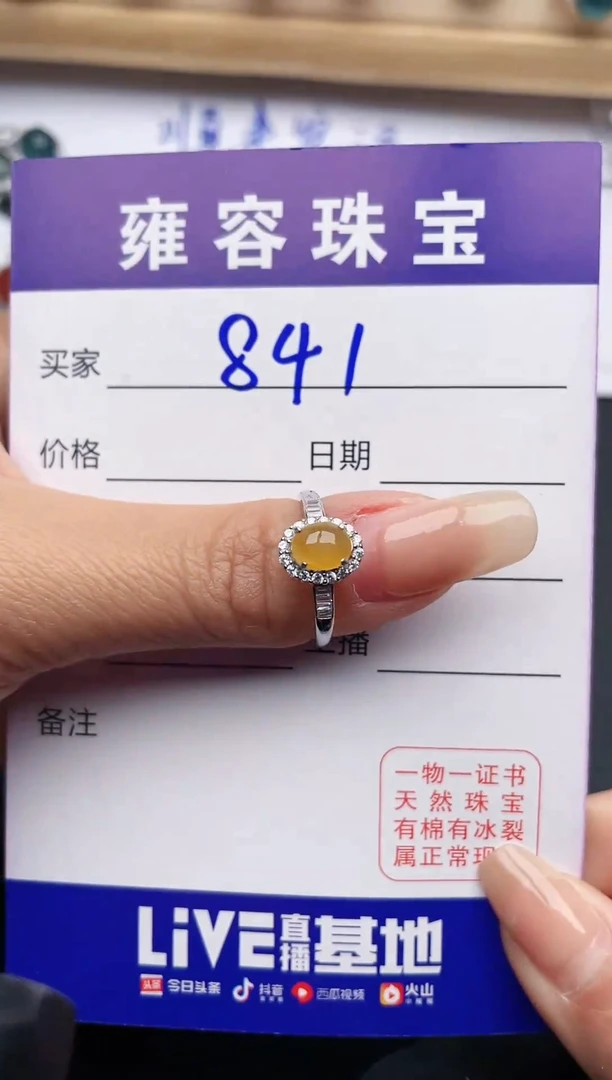 雍容珠宝
买家 841
价格 日期
播
备注
一物一证书
天然珠宝
有棉有冰裂
属正常现
LiVE直播基地
头条 今日头条 抖音 西瓜视频 火山